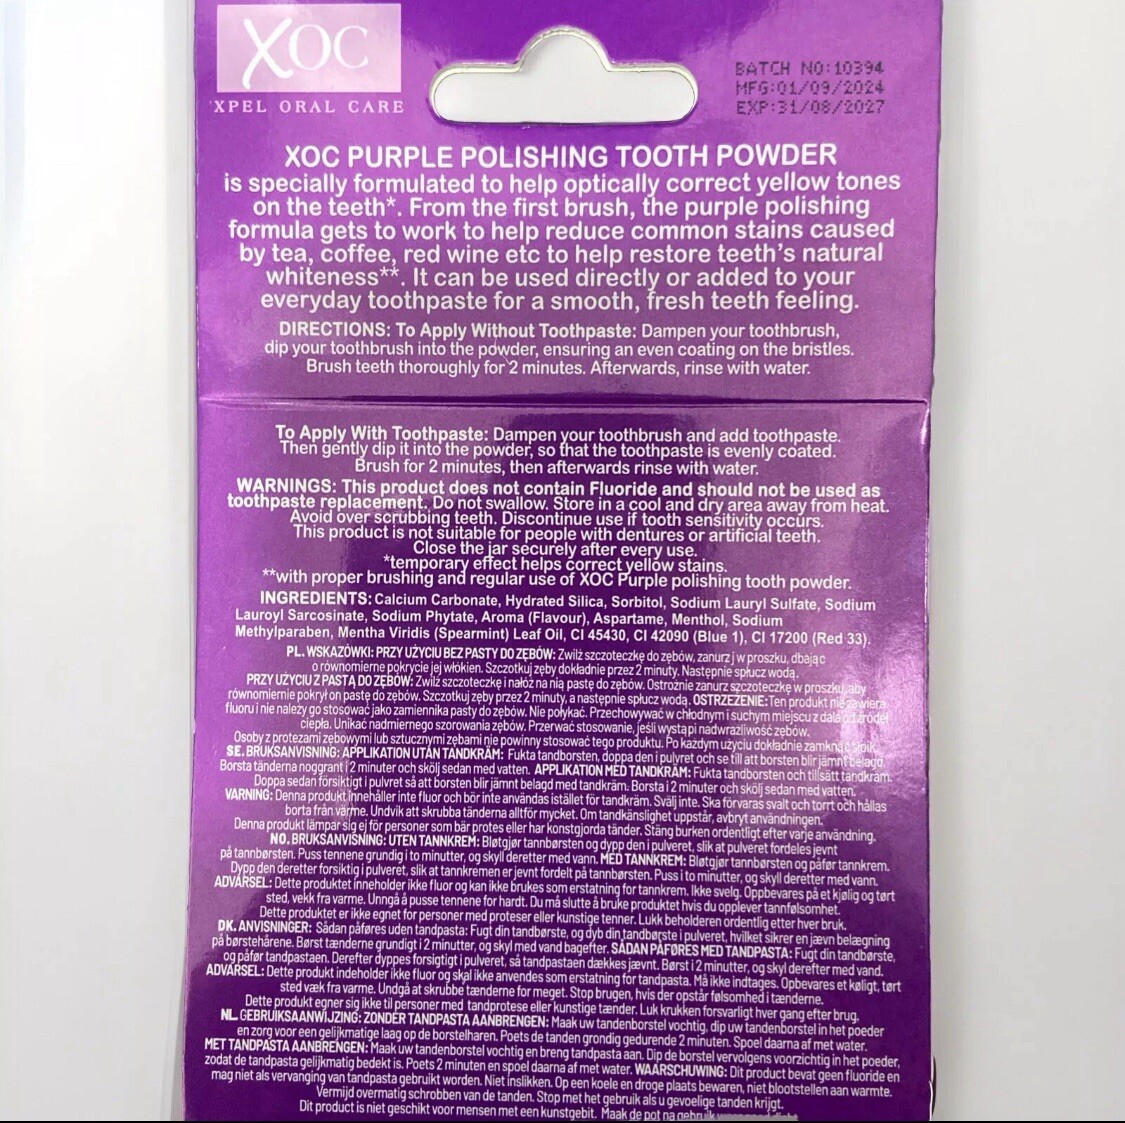 XOC
XPEL ORAL CARE
BATCH NO:10394
MFG:01/09/2024
EXP:31/08/2027
XOC PURPLE POLISHING TOOTH POWDER
is specially formulated to help optically correct yellow tones
on the teeth*. From the first brush, the purple polishing
formula gets to work to help reduce common stains caused
by tea, coffee, red wine etc to help restore teeth's natural
whiteness**. It can be used directly or added to your
everyday toothpaste for a smooth, fresh teeth feeling.
DIRECTIONS: To Apply Without Toothpaste: Dampen your toothbrush,
dip your toothbrush into the powder, ensuring an even coating on the bristles.
Brush teeth thoroughly for 2 minutes. Afterwards, rinse with water.
To Apply With Toothpaste: Dampen your toothbrush and add toothpaste.
Then gently dip it into the powder, so that the toothpaste is evenly coated.
Brush for 2 minutes, then afterwards rinse with water.
WARNINGS: This product does not contain Fluoride and should not be used as
toothpaste replacement. Do not swallow. Store in a cool and dry area away from heat.
Avoid over scrubbing teeth. Discontinue use if tooth sensitivity occurs.
This product is not suitable for people with dentures or artificial teeth.
Close the jar securely after every use.
*temporary effect helps correct yellow stains.
**with proper brushing and regular use of XOC Purple polishing tooth powder.
INGREDIENTS: Calcium Carbonate, Hydrated Silica, Sorbitol, Sodium Lauryl Sulfate, Sodium
Lauroyl Sarcosinate, Sodium Phytate, Aroma (Flavour), Aspartame, Menthol, Sodium
Methylparaben, Mentha Viridis (Spearmint) Leaf Oil, CI 45430, CI 42090 (Blue 1), CI 17200 (Red 33).
PL. WSKAZÓWKI: PRZY UŻYCIU BEZ PASTY DO ZĘBÓW: Zwilż szczoteczkę do zębów, zanurz j w proszku, dbając
o równomierne pokrycie jej włókien. Szczotkuj zęby dokładnie przez 2 minuty. Następnie spłucz wodą.
PRZY UŻYCIU Z PASTĄ DO ZĘBÓW: Zwilż szczoteczkę i nałóż na nią pastę do zębów. Ostrożnie zanurz szczoteczkę w proszku, aby
równomiernie pokrył on pastę do zębów. Szczotkuj zęby przez 2 minuty, a następnie spłucz wodą. OSTRZEŻENIE: Ten produkt nie zawiera
fluoru i nie należy go stosować jako zamiennika pasty do zębów. Nie połykać. Przechowywać w chłodnym i suchym miejscu z dala od źródeł
ciepła. Unikać nadmiernego szorowania zębów. Przerwać stosowanie, jeśli wystąpi nadwrażliwość zębów.
Osoby z protezami zębowymi lub sztucznymi zębami nie powinny stosować tego produktu. Po każdym użyciu dokładnie zamknąć słoik.
SE. BRUKSANVISNING: APPLIKATION UTAN TANDKRÄM: Fukta tandborsten, doppa den i pulvret och se till att borsten blir jämnt belagd.
Borsta tänderna noggrant i 2 minuter och skölj sedan med vatten. APPLIKATION MED TANDKRÄM: Fukta tandborsten och tillsätt tandkräm.
Doppa sedan försiktigt i pulvret så att borsten blir jämnt belagd med tandkräm. Borsta i 2 minuter och skölj sedan med vatten.
VARNING: Denna produkt innehåller inte fluor och bör inte användas istället för tandkräm. Svälj inte. Ska förvaras svalt och torrt och hållas
borta från värme. Undvik att skrubba tänderna alltför mycket. Om tandkänslighet uppstår, avbryt användningen.
Denna produkt lämpar sig ej för personer som bär protes eller har konstgjorda tänder. Stäng burken ordentligt efter varje användning.
NO. BRUKSANVISNING: UTEN TANNKREM: Bløtgjør tannbørsten og dypp den i pulveret, slik at pulveret fordeles jevnt
på tannbørsten. Puss tennene grundig i to minutter, og skyll deretter med vann. MED TANNKREM: Bløtgjør tannbørsten og påfør tannkrem.
Dypp den deretter forsiktig i pulveret, slik at tannkremen er jevnt fordelt på tannbørsten. Puss i to minutter, og skyll deretter med vann.
ADVARSEL: Dette produktet inneholder ikke fluor og kan ikke brukes som erstatning for tannkrem. Ikke svelg. Oppbevares på et kjølig og tørt
sted, vekk fra varme. Unngå å pusse tennene for hardt. Du må slutte å bruke produktet hvis du opplever tannfølsomhet.
Dette produktet er ikke egnet for personer med proteser eller kunstige tenner. Lukk beholderen ordentlig etter hver bruk.
DK. ANVISNINGER: Sådan påføres uden tandpasta: Fugt din tandbørste, og dyb din tandbørste i pulveret, hvilket sikrer en jævn belægning
på børstehårene. Børst tænderne grundigt i 2 minutter, og skyl med vand bagefter. SÅDAN PÅFØRES MED TANDPASTA: Fugt din tandbørste,
og påfør tandpastaen. Derefter dyppes forsigtigt i pulveret, så tandpastaen dækkes jævnt. Børst i 2 minutter, og skyl derefter med vand.
ADVARSEL: Dette produkt indeholder ikke fluor og skal ikke anvendes som erstatning for tandpasta. Må ikke indtages. Opbevares et køligt, tørt
sted væk fra varme. Undgå at skrubbe tænderne for meget. Stop brugen, hvis der opstår følsomhed i tænderne.
Dette produkt egner sig ikke til personer med tandprotese eller kunstige tænder. Luk krukken forsvarligt hver gang efter brug.
NL. GEBRUIKSAANWIJZING: ZONDER TANDPASTA AANBRENGEN: Maak uw tandenborstel vochtig, dip uw tandenborstel in het poeder
en zorg voor een gelijkmatige laag op de borstelharen. Poets de tanden grondig gedurende 2 minuten. Spoel daarna af met water.
MET TANDPASTA AANBRENGEN: Maak uw tandenborstel vochtig en breng tandpasta aan. Dip de borstel vervolgens voorzichtig in het poeder,
zodat de tandpasta gelijkmatig bedekt is. Poets 2 minuten en spoel daarna af met water. WAARSCHUWING: Dit product bevat geen fluoride en
mag niet als vervanging van tandpasta gebruikt worden. Niet inslikken. Op een koele en droge plaats bewaren, niet blootstellen aan warmte.
Vermijd overmatig schrobben van de tanden. Stop met het gebruik als u gevoelige tanden krijgt.
Dit product is niet geschikt voor mensen met een kunstgebit. Maak de pot na gebruik